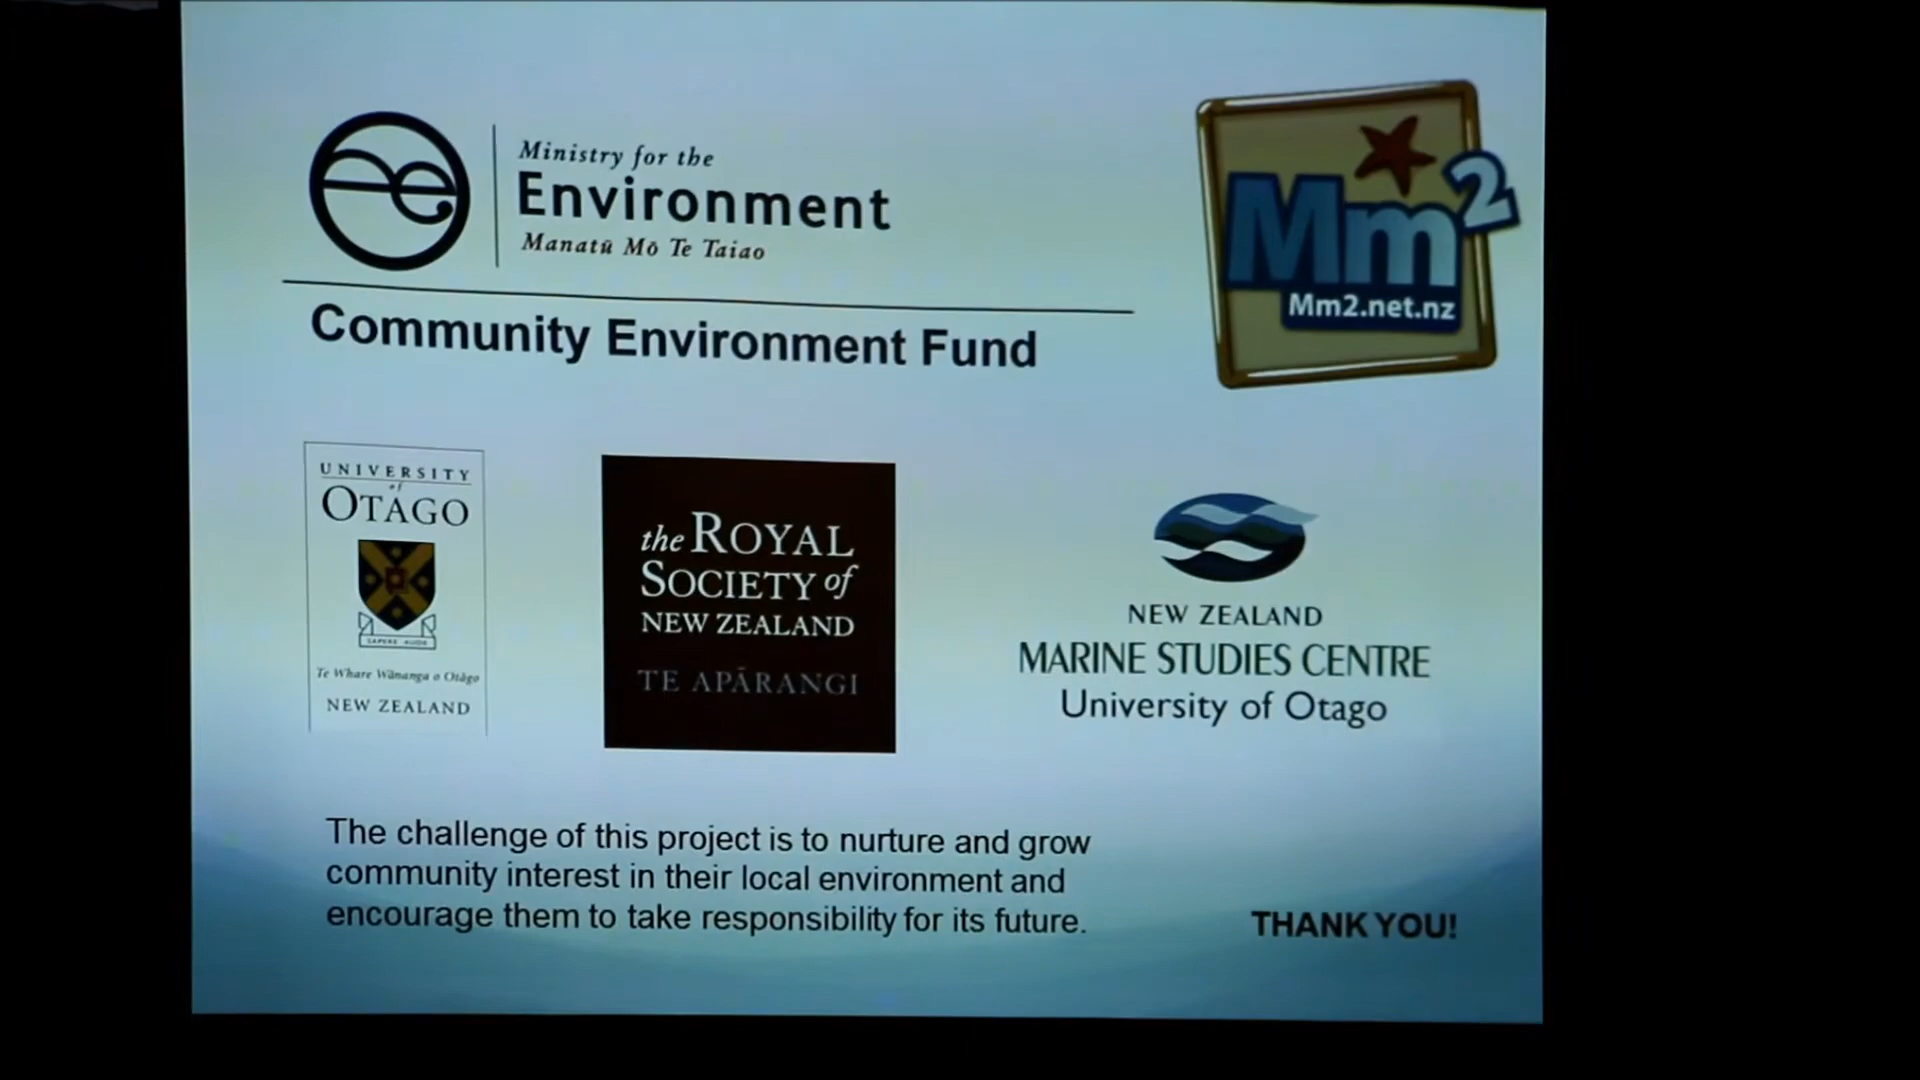 Ministry for the
Environment
Manatū Mō Te Taiao
Community Environment Fund
Mm2
Mm2.net.nz
UNIVERSITY
of
OTAGO
SAPERE AUDE
Te Whare Wānanga o Otāgo
NEW ZEALAND
the ROYAL
SOCIETY of
NEW ZEALAND
TE APĀRANGI
NEW ZEALAND
MARINE STUDIES CENTRE
University of Otago
The challenge of this project is to nurture and grow
community interest in their local environment and
encourage them to take responsibility for its future.
THANK YOU!